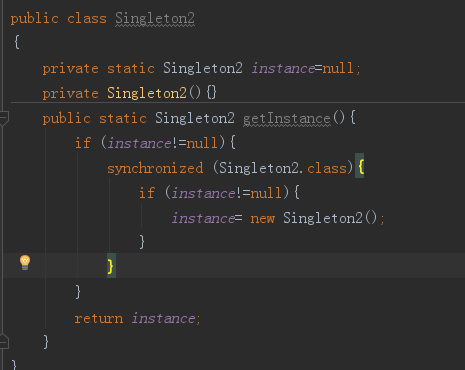 public class Singleton2
{
    private static Singleton2 instance=null;
    private Singleton2(){}
    public static Singleton2 getInstance(){
        if (instance!=null){
            synchronized (Singleton2.class){
                if (instance!=null){
                    instance= new Singleton2();
                }
            }
        }
        return instance;
    }
}